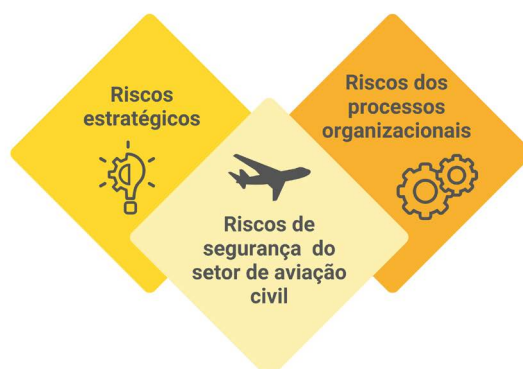 Riscos
estratégicos
Riscos dos
processos
organizacionais
Riscos de
segurança do
setor de aviação
civil